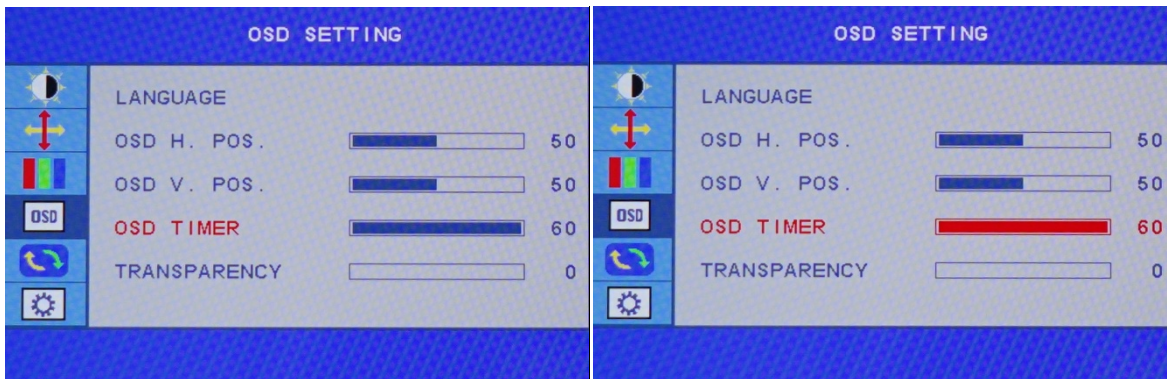 OSD SETTING
LANGUAGE
OSD H. POS. 50
OSD V. POS. 50
OSD OSD TIMER 60
TRANSPARENCY 0
OSD SETTING
LANGUAGE
OSD H. POS. 50
OSD V. POS. 50
OSD OSD TIMER 60
TRANSPARENCY 0